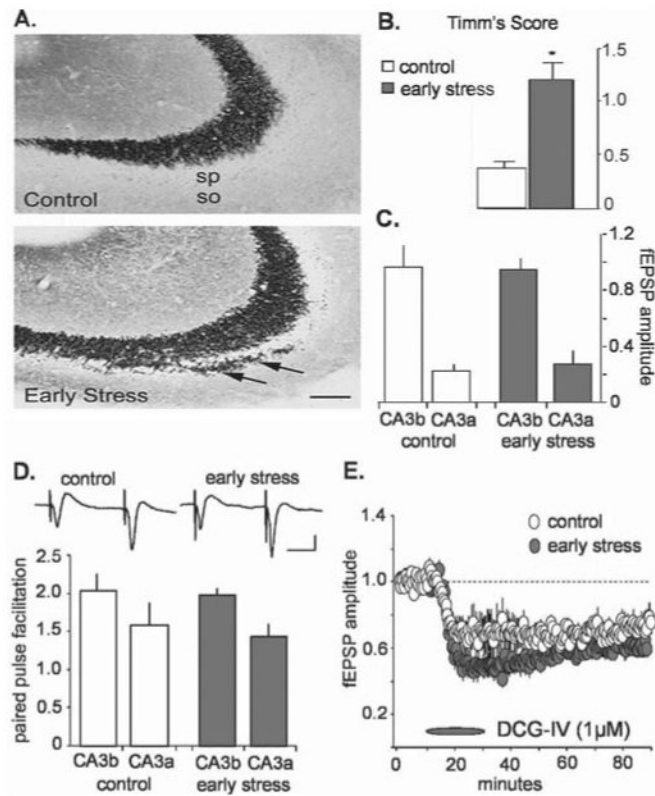 A.
Control
sp
so
Early Stress
B.
Timm's Score
control
early stress
*
1.5
1.0
0.5
0
C.
1.2
0.8
0.4
0
fEPSP amplitude
CA3b CA3a CA3b CA3a
control early stress
D.
control early stress
paired pulse facilitation
2.5
2.0
1.5
1.0
0.5
0
CA3b CA3a CA3b CA3a
control early stress
E.
control
early stress
fEPSP amplitude
1.4
1.0
0.6
0.2
DCG-IV (1µM)
0 20 40 60 80
minutes